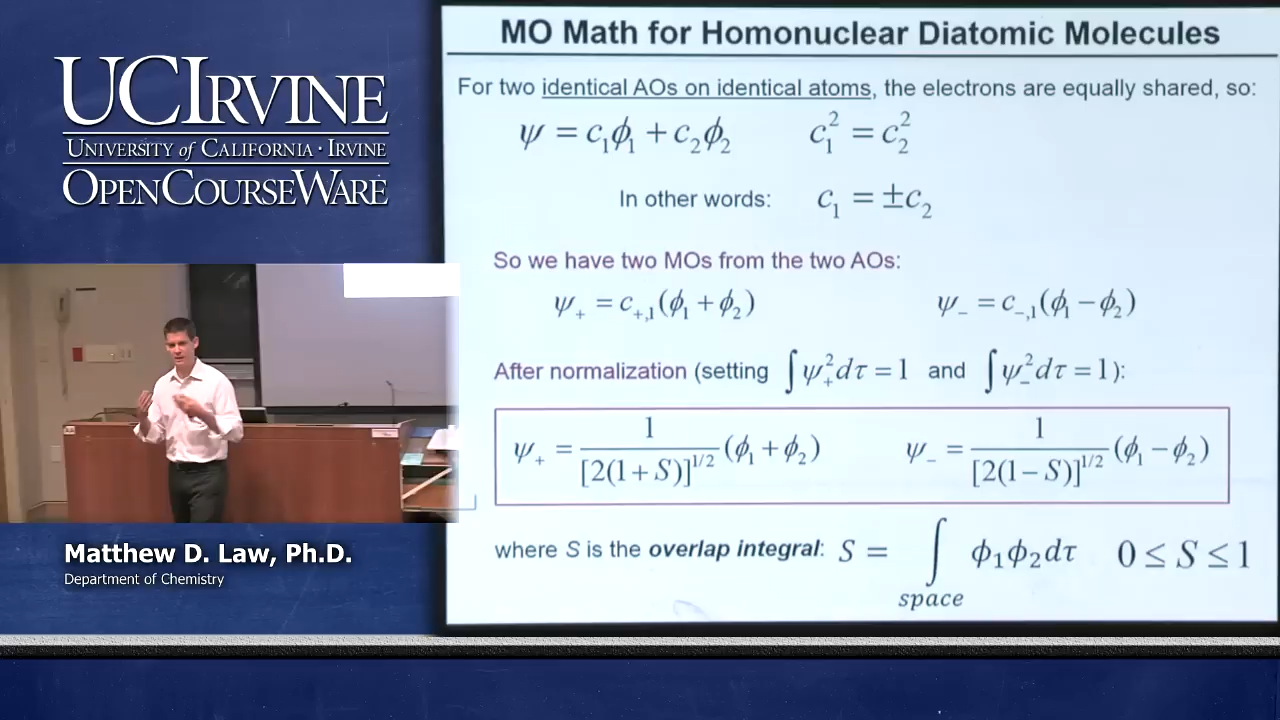 UCIRVINE
UNIVERSITY of CALIFORNIA · IRVINE
OPENCOURSEWARE
Matthew D. Law, Ph.D.
Department of Chemistry
MO Math for Homonuclear Diatomic Molecules
For two identical AOs on identical atoms, the electrons are equally shared, so:
ψ = c₁ϕ₁ + c₂ϕ₂ c₁² = c₂²
In other words: c₁ = ±c₂
So we have two MOs from the two AOs:
ψ₊ = c₊,₁(ϕ₁ + ϕ₂) ψ₋ = c₋,₁(ϕ₁ − ϕ₂)
After normalization (setting ∫ψ₊²dτ = 1 and ∫ψ₋²dτ = 1):
ψ₊ = 1/[2(1+S)]^1/2 (ϕ₁ + ϕ₂) ψ₋ = 1/[2(1−S)]^1/2 (ϕ₁ − ϕ₂)
where S is the overlap integral: S = ∫space ϕ₁ϕ₂dτ 0 ≤ S ≤ 1